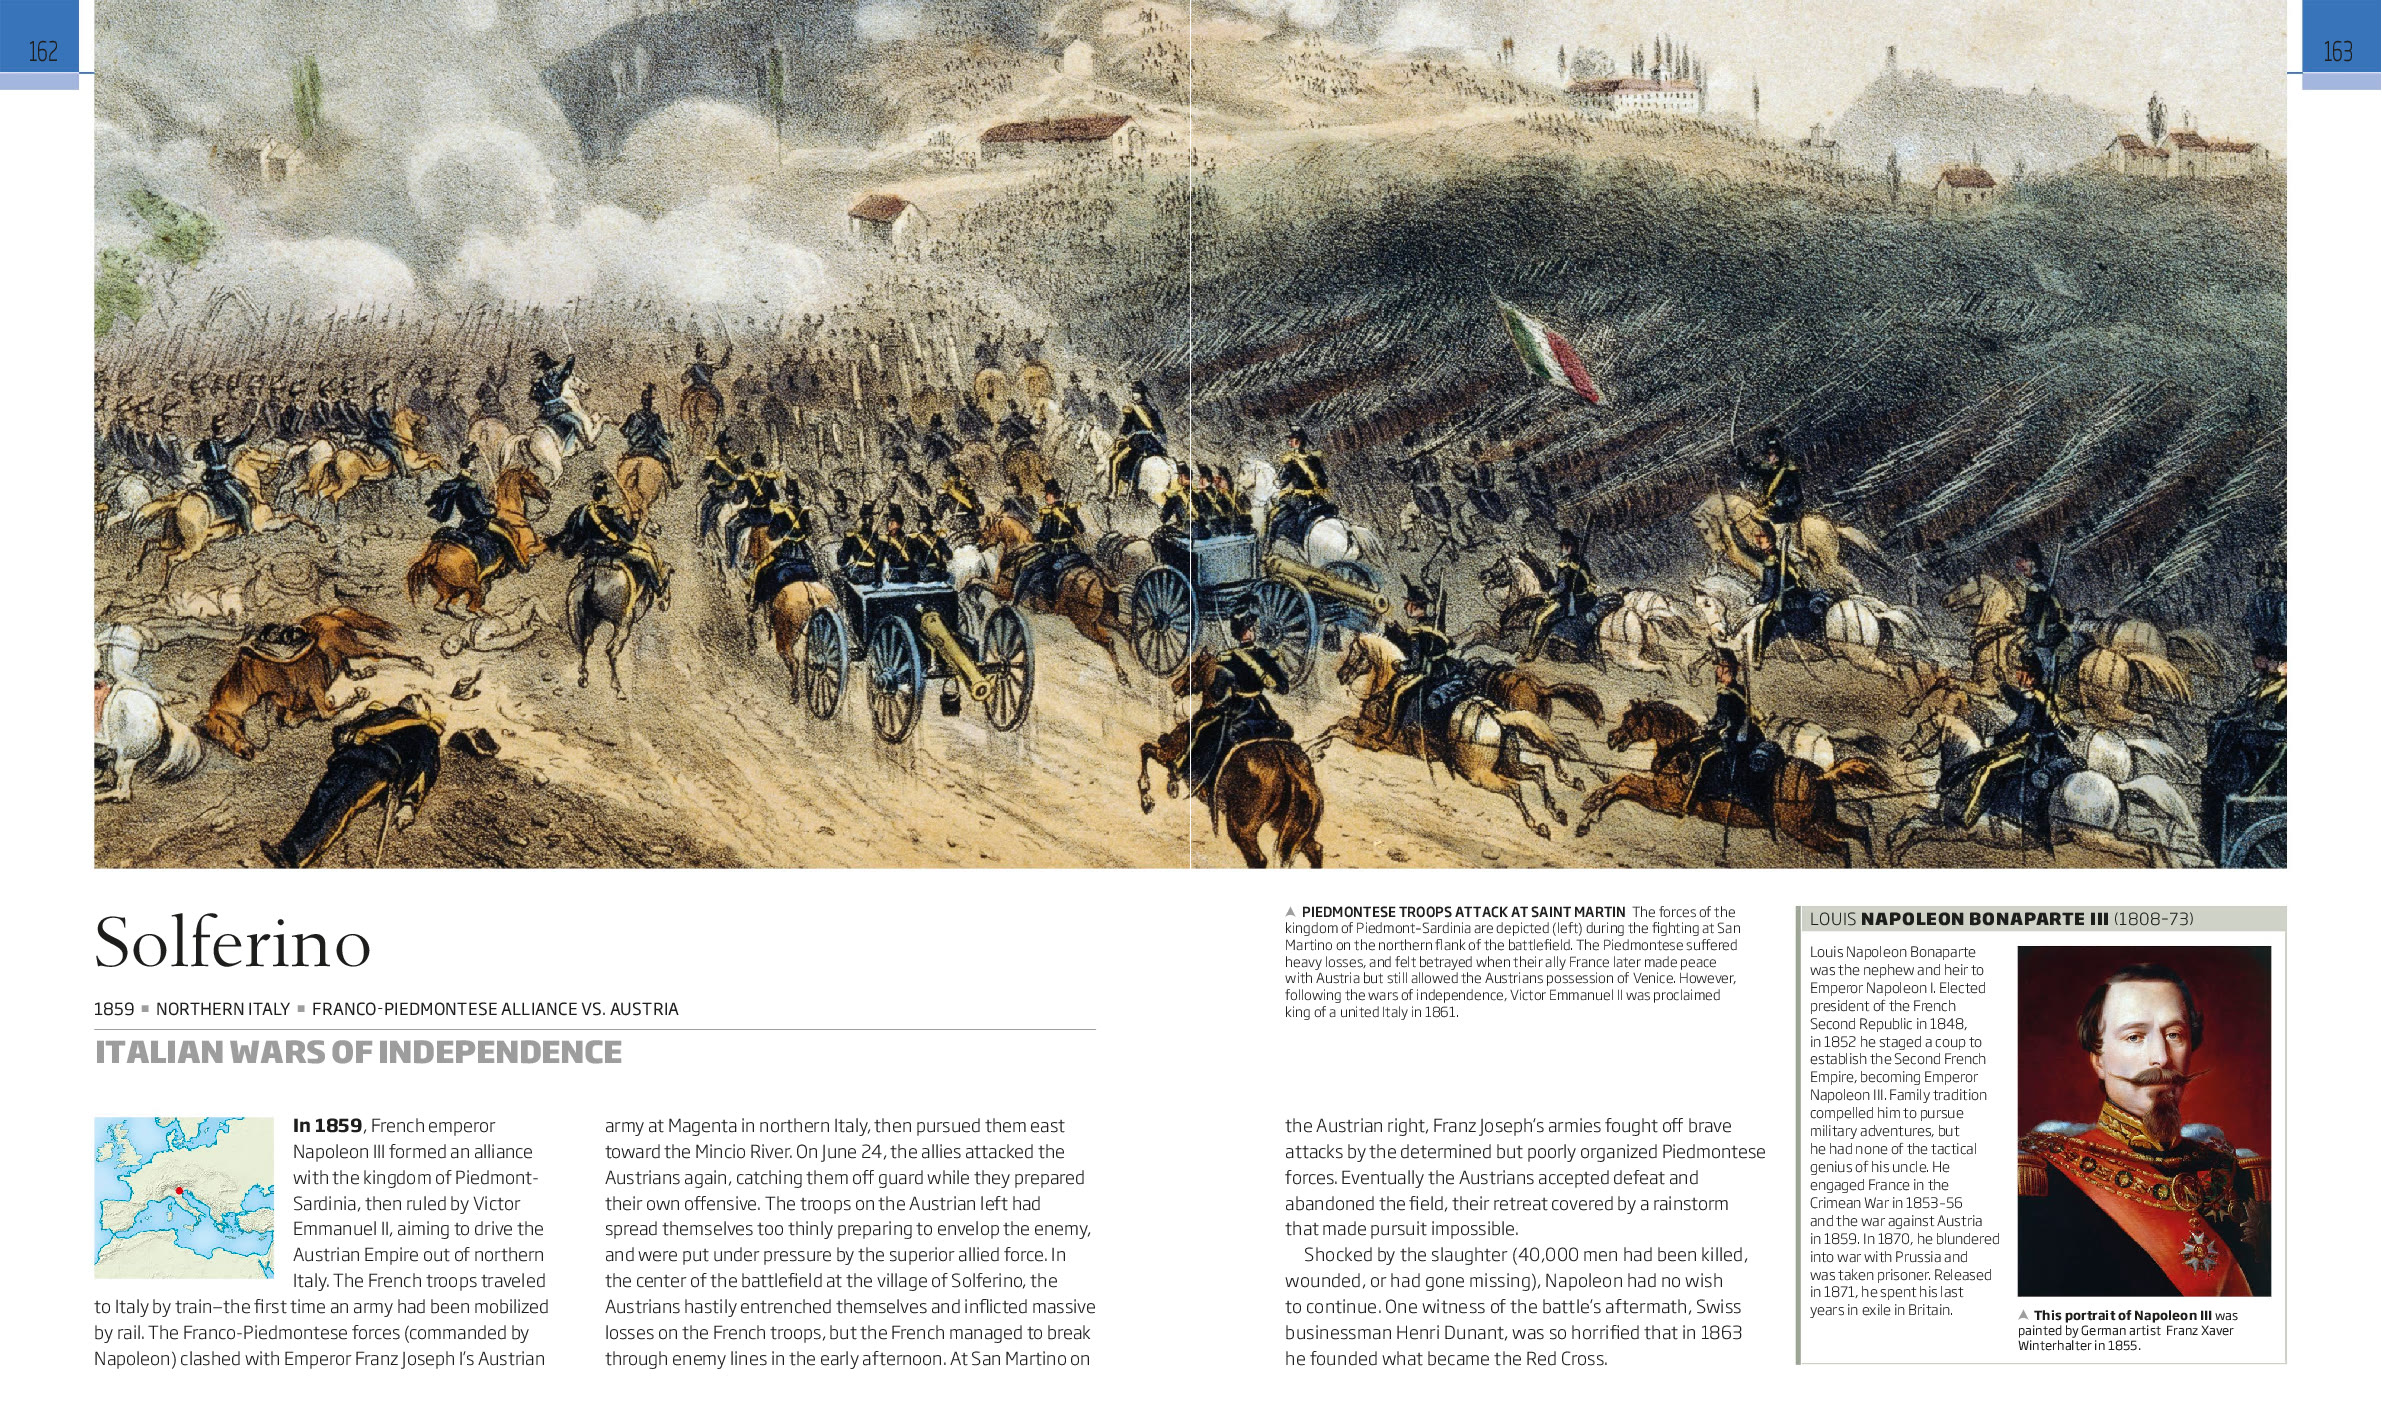 162
163
Solferino
1859 ■ NORTHERN ITALY ■ FRANCO-PIEDMONTESE ALLIANCE VS. AUSTRIA
ITALIAN WARS OF INDEPENDENCE
In 1859, French emperor
Napoleon III formed an alliance
with the kingdom of Piedmont-
Sardinia, then ruled by Victor
Emmanuel II, aiming to drive the
Austrian Empire out of northern
Italy. The French troops traveled
to Italy by train—the first time an army had been mobilized
by rail. The Franco-Piedmontese forces (commanded by
Napoleon) clashed with Emperor Franz Joseph I's Austrian
army at Magenta in northern Italy, then pursued them east
toward the Mincio River. On June 24, the allies attacked the
Austrians again, catching them off guard while they prepared
their own offensive. The troops on the Austrian left had
spread themselves too thinly preparing to envelop the enemy,
and were put under pressure by the superior allied force. In
the center of the battlefield at the village of Solferino, the
Austrians hastily entrenched themselves and inflicted massive
losses on the French troops, but the French managed to break
through enemy lines in the early afternoon. At San Martino on
▲ PIEDMONTESE TROOPS ATTACK AT SAINT MARTIN The forces of the
kingdom of Piedmont–Sardinia are depicted (left) during the fighting at San
Martino on the northern flank of the battlefield. The Piedmontese suffered
heavy losses, and felt betrayed when their ally France later made peace
with Austria but still allowed the Austrians possession of Venice. However,
following the wars of independence, Victor Emmanuel II was proclaimed
king of a united Italy in 1861.
the Austrian right, Franz Joseph's armies fought off brave
attacks by the determined but poorly organized Piedmontese
forces. Eventually the Austrians accepted defeat and
abandoned the field, their retreat covered by a rainstorm
that made pursuit impossible.
Shocked by the slaughter (40,000 men had been killed,
wounded, or had gone missing), Napoleon had no wish
to continue. One witness of the battle's aftermath, Swiss
businessman Henri Dunant, was so horrified that in 1863
he founded what became the Red Cross.
LOUIS NAPOLEON BONAPARTE III (1808–73)
Louis Napoleon Bonaparte
was the nephew and heir to
Emperor Napoleon I. Elected
president of the French
Second Republic in 1848,
in 1852 he staged a coup to
establish the Second French
Empire, becoming Emperor
Napoleon III. Family tradition
compelled him to pursue
military adventures, but
he had none of the tactical
genius of his uncle. He
engaged France in the
Crimean War in 1853–56
and the war against Austria
in 1859. In 1870, he blundered
into war with Prussia and
was taken prisoner. Released
in 1871, he spent his last
years in exile in Britain.
▲ This portrait of Napoleon III was
painted by German artist Franz Xaver
Winterhalter in 1855.